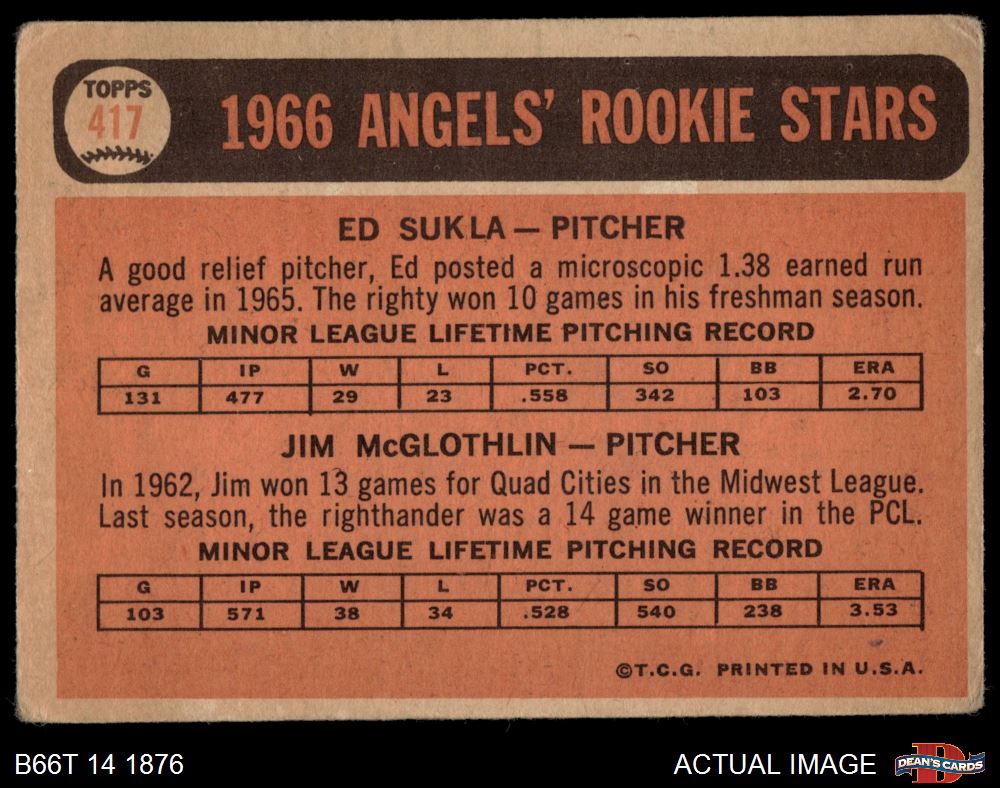 TOPPS
417
1966 ANGELS' ROOKIE STARS
ED SUKLA — PITCHER
A good relief pitcher, Ed posted a microscopic 1.38 earned run
average in 1965. The righty won 10 games in his freshman season.
MINOR LEAGUE LIFETIME PITCHING RECORD
G IP W L PCT. SO BB ERA
131 477 29 23 .558 342 103 2.70
JIM McGLOTHLIN — PITCHER
In 1962, Jim won 13 games for Quad Cities in the Midwest League.
Last season, the righthander was a 14 game winner in the PCL.
MINOR LEAGUE LIFETIME PITCHING RECORD
G IP W L PCT. SO BB ERA
103 571 38 34 .528 540 238 3.53
©T.C.G. PRINTED IN U.S.A.
B66T 14 1876
ACTUAL IMAGE
D
DEAN'S CARDS